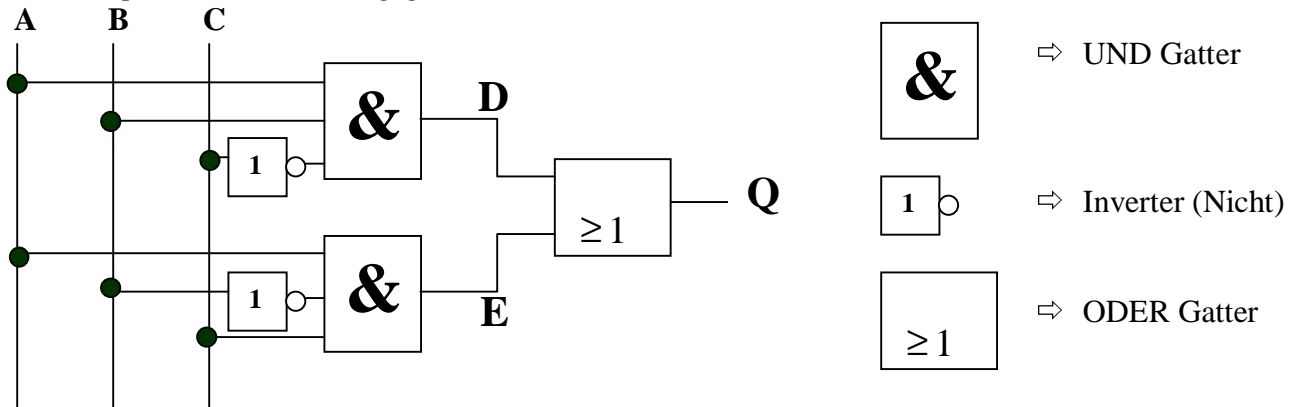 A B C
& D
1
≥ 1 Q
& E
1
& ⇨ UND Gatter
1 ⇨ Inverter (Nicht)
≥ 1 ⇨ ODER Gatter